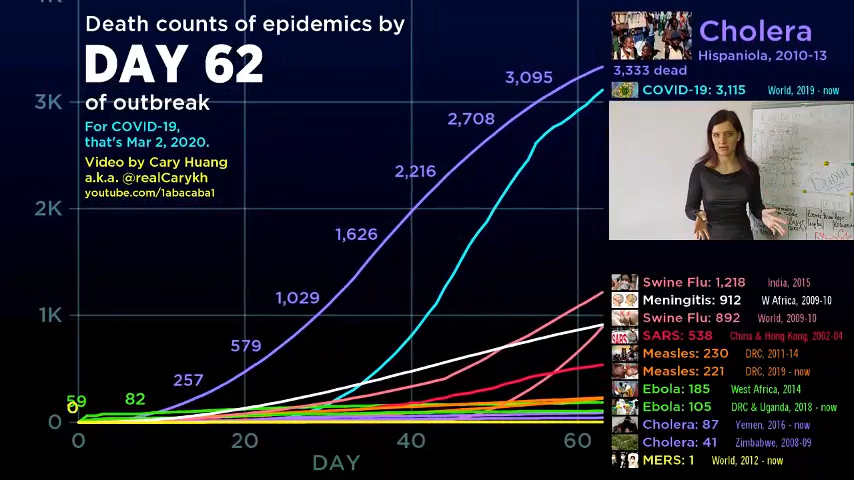 Death counts of epidemics by
DAY 62
of outbreak
For COVID-19,
that's Mar 2, 2020.
Video by Cary Huang
a.k.a. @realCarykh
youtube.com/1abacaba1
3K
2K
1K
0
0
20
40
60
DAY
59
0
82
257
579
1,029
1,626
2,216
2,708
3,095
Cholera
Hispaniola, 2010-13
3,333 dead
COVID-19: 3,115 World, 2019 - now
Swine Flu: 1,218 India, 2015
Meningitis: 912 W Africa, 2009-10
Swine Flu: 892 World, 2009-10
SARS: 538 China & Hong Kong, 2002-04
Measles: 230 DRC, 2011-14
Measles: 221 DRC, 2019 - now
Ebola: 185 West Africa, 2014
Ebola: 105 DRC & Uganda, 2018 - now
Cholera: 87 Yemen, 2016 - now
Cholera: 41 Zimbabwe, 2008-09
MERS: 1 World, 2012 - now